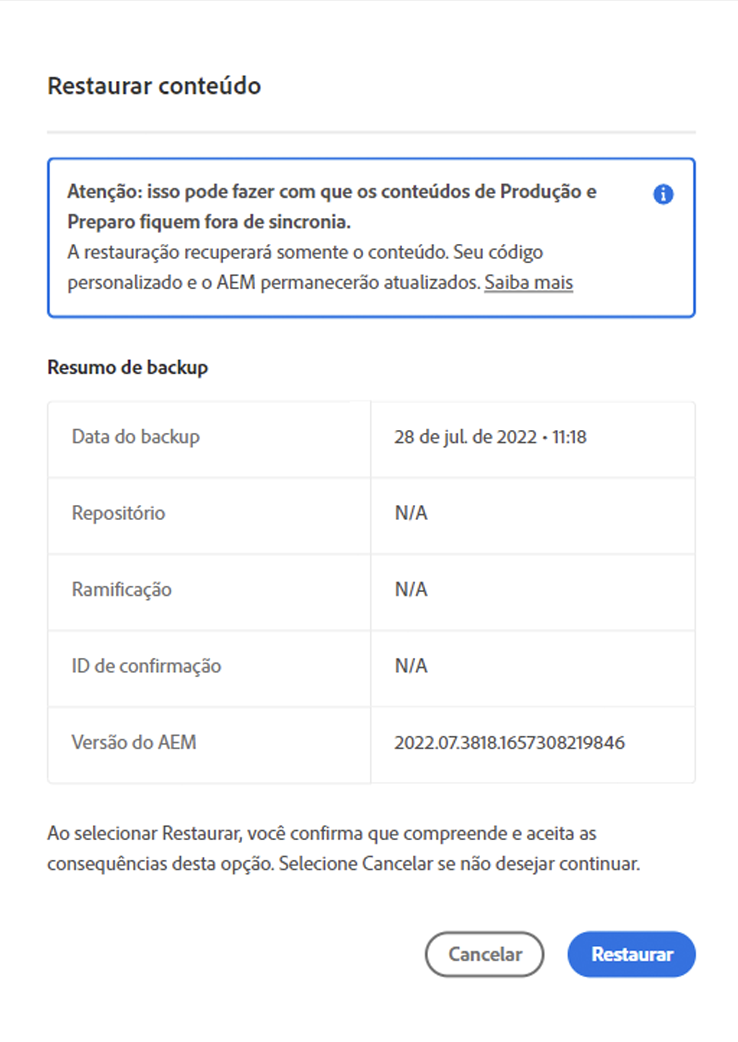 Restaurar conteúdo
Atenção: isso pode fazer com que os conteúdos de Produção e
Preparo fiquem fora de sincronia.
A restauração recuperará somente o conteúdo. Seu código
personalizado e o AEM permanecerão atualizados. Saiba mais
Resumo de backup
Data do backup 28 de jul. de 2022 • 11:18
Repositório N/A
Ramificação N/A
ID de confirmação N/A
Versão do AEM 2022.07.3818.1657308219846
Ao selecionar Restaurar, você confirma que compreende e aceita as
consequências desta opção. Selecione Cancelar se não desejar continuar.
Cancelar Restaurar